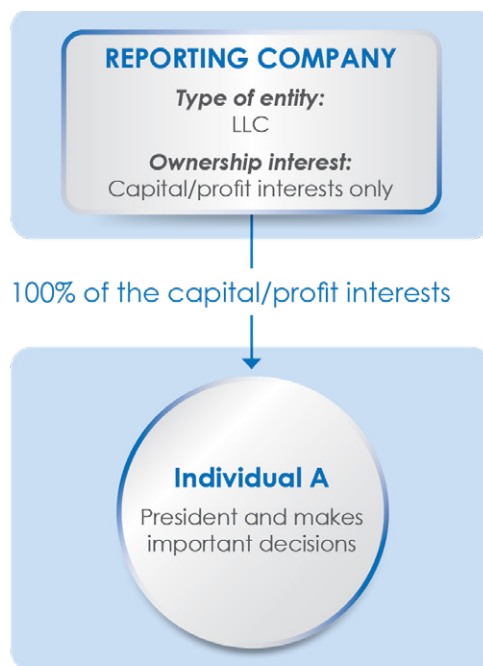 REPORTING COMPANY
Type of entity:
LLC
Ownership interest:
Capital/profit interests only
100% of the capital/profit interests
Individual A
President and makes
important decisions